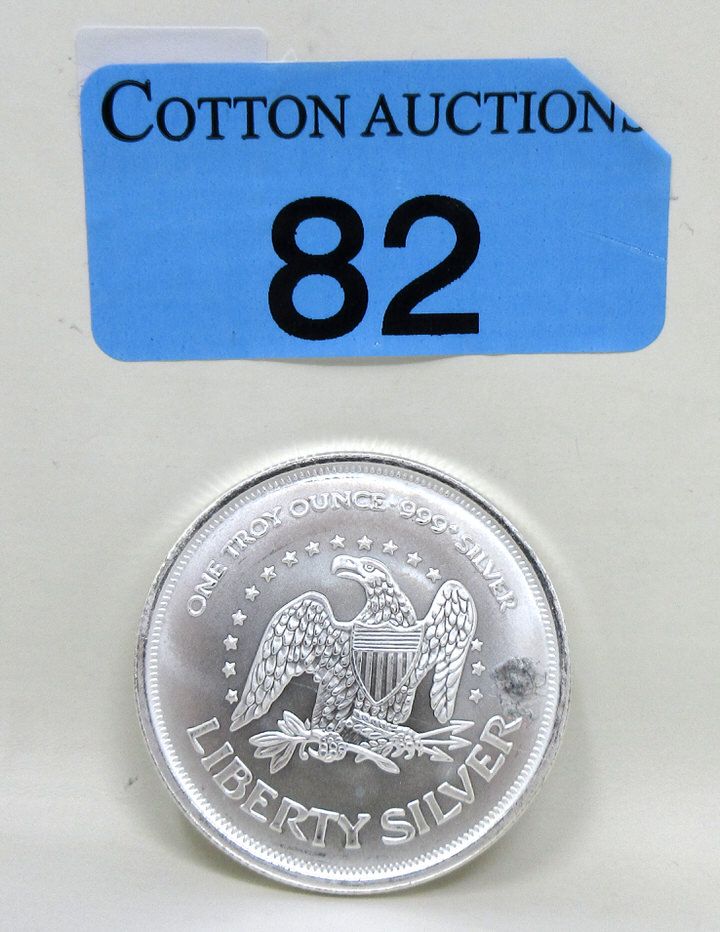 COTTON AUCTIONS
82
ONE TROY OUNCE · 999+ SILVER
LIBERTY SILVER